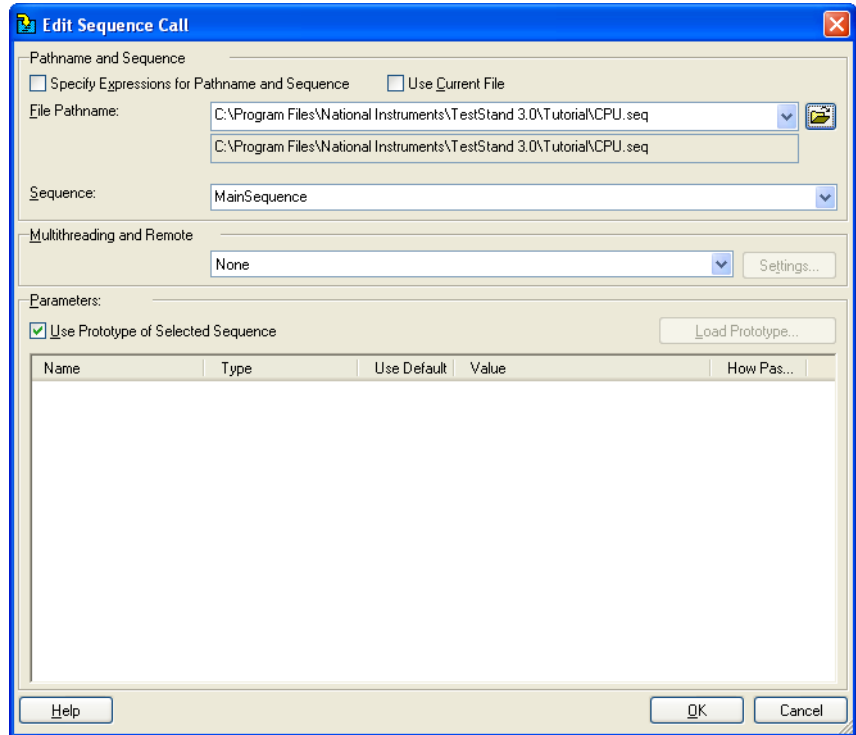 Edit Sequence Call
Pathname and Sequence
Specify Expressions for Pathname and Sequence Use Current File
File Pathname: C:\Program Files\National Instruments\TestStand 3.0\Tutorial\CPU.seq
C:\Program Files\National Instruments\TestStand 3.0\Tutorial\CPU.seq
Sequence: MainSequence
Multithreading and Remote
None Settings...
Parameters:
Use Prototype of Selected Sequence Load Prototype...
Name Type Use Default Value How Pas...
Help OK Cancel